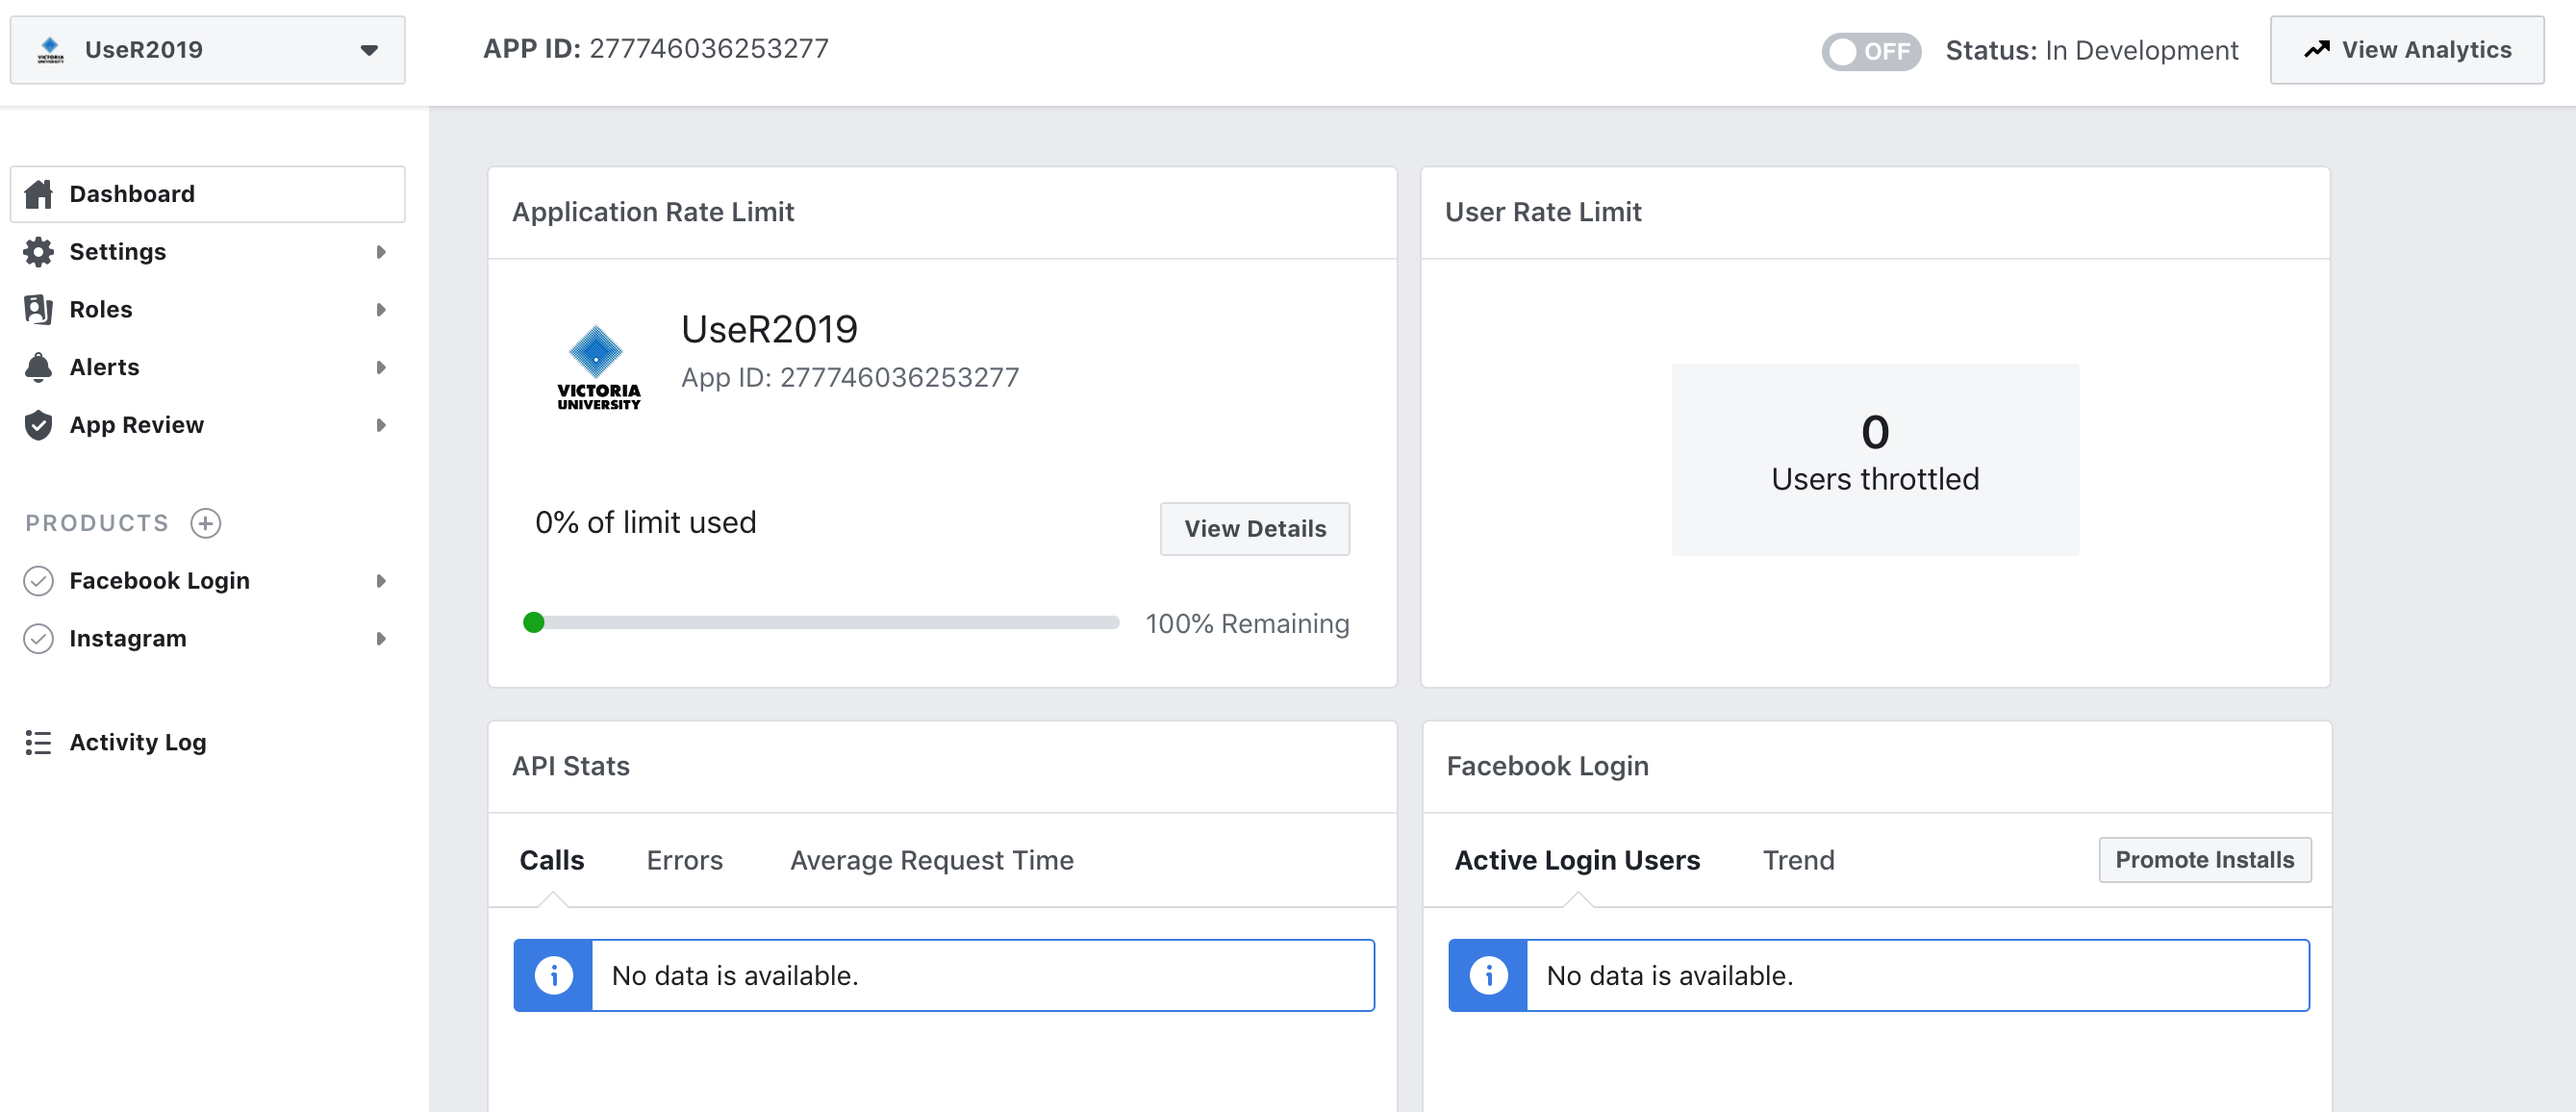 UseR2019
APP ID: 277746036253277
OFF
Status: In Development
View Analytics
Dashboard
Settings
Roles
Alerts
App Review
PRODUCTS
Facebook Login
Instagram
Activity Log
Application Rate Limit
VICTORIA
UNIVERSITY
UseR2019
App ID: 277746036253277
0% of limit used
View Details
100% Remaining
User Rate Limit
0
Users throttled
API Stats
Calls Errors Average Request Time
No data is available.
Facebook Login
Active Login Users Trend Promote Installs
No data is available.